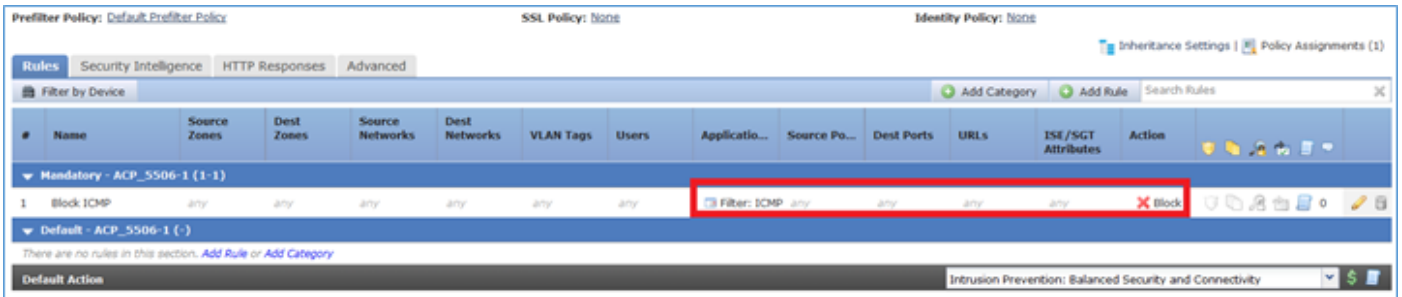 Prefilter Policy: Default Prefilter Policy SSL Policy: None Identity Policy: None
Inheritance Settings | Policy Assignments (1)
Rules Security Intelligence HTTP Responses Advanced
Filter by Device Add Category Add Rule Search Rules
# Name Source Zones Dest Zones Source Networks Dest Networks VLAN Tags Users Applicatio... Source Po... Dest Ports URLs ISE/SGT Attributes Action
Mandatory - ACP_5506-1 (1-1)
1 Block ICMP any any any any any any Filter: ICMP any any any any Block 0
Default - ACP_5506-1 (-)
There are no rules in this section. Add Rule or Add Category
Default Action Intrusion Prevention: Balanced Security and Connectivity